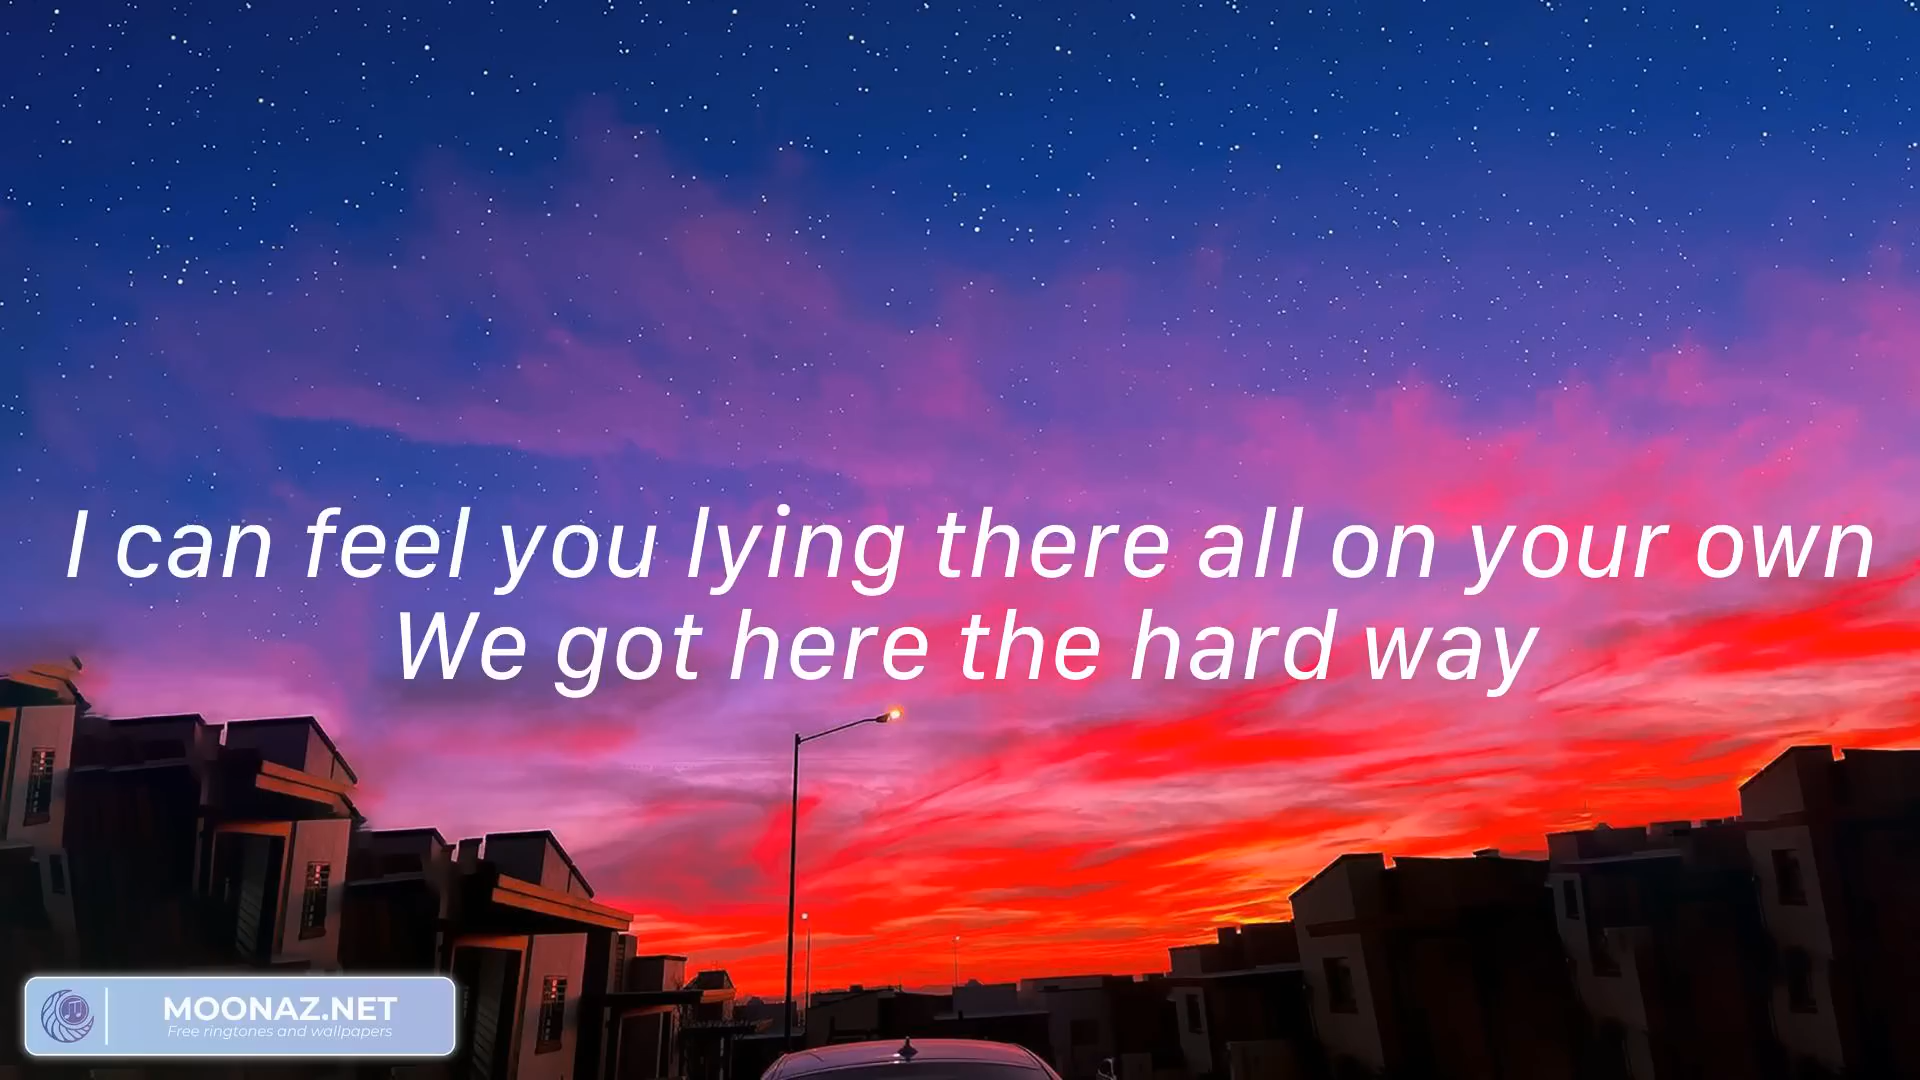 I can feel you lying there all on your own
We got here the hard way
MOONAZ.NET
Free ringtones and wallpapers